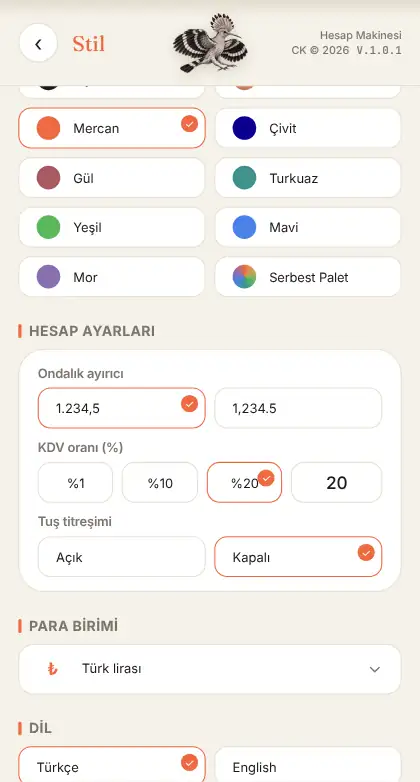 Stil
Hesap Makinesi
CK © 2026 V.1.0.1
Mercan
Çivit
Gül
Turkuaz
Yeşil
Mavi
Mor
Serbest Palet
HESAP AYARLARI
Ondalık ayırıcı
1.234,5
1,234.5
KDV oranı (%)
%1
%10
%20
20
Tuş titreşimi
Açık
Kapalı
PARA BİRİMİ
₺ Türk lirası
DİL
Türkçe
English